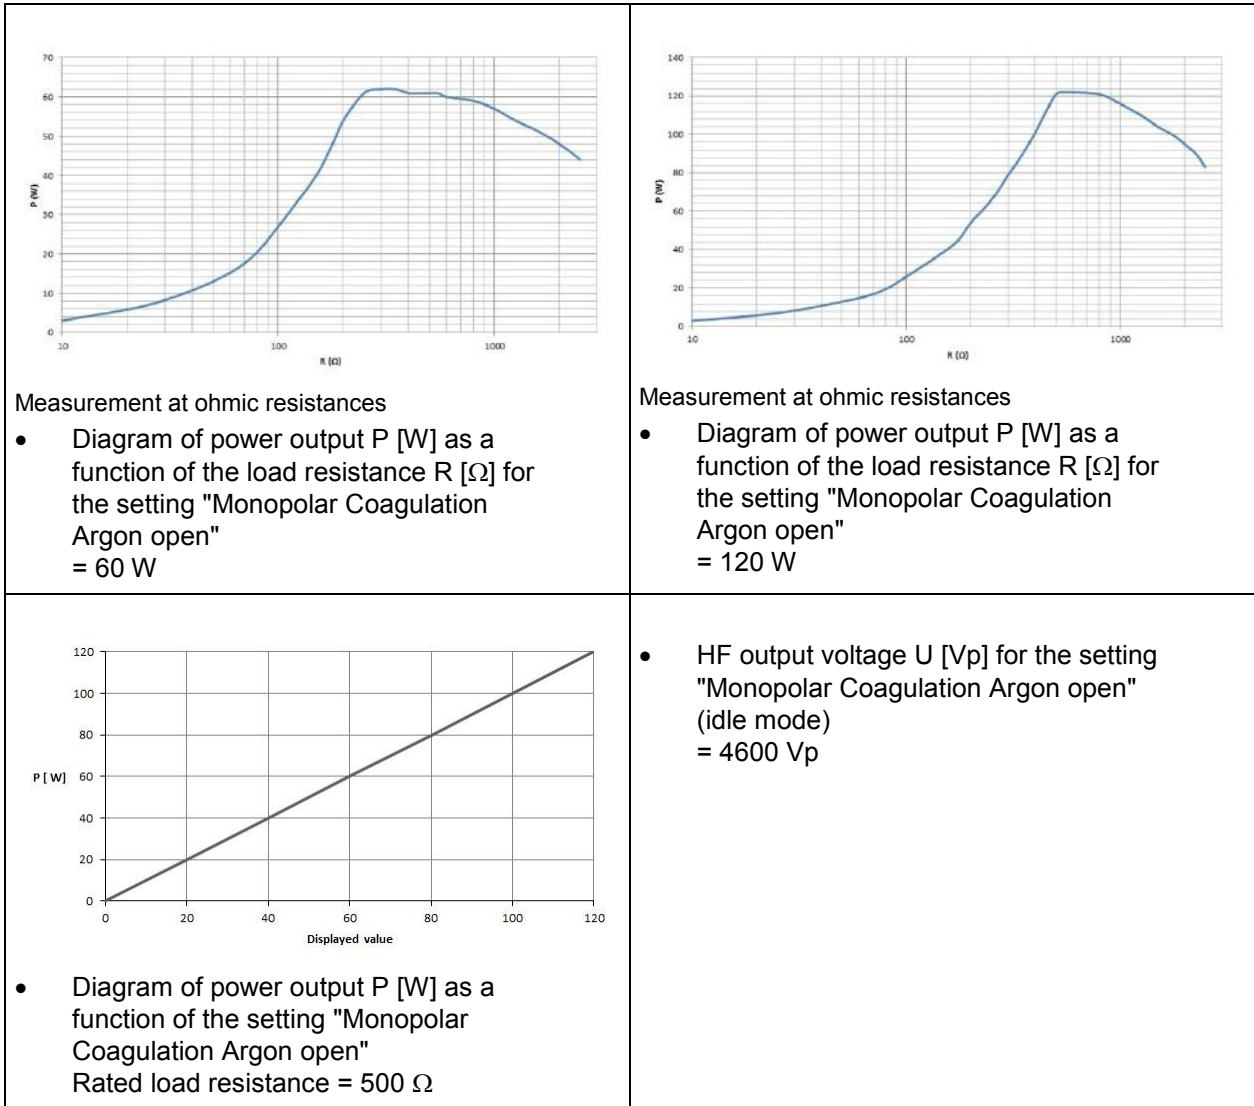 70
60
50
40
30
20
10
0
P (W)
10 100 1000
R (Ω)
Measurement at ohmic resistances
• Diagram of power output P [W] as a
function of the load resistance R [Ω] for
the setting "Monopolar Coagulation
Argon open"
= 60 W
140
120
100
80
60
40
20
0
P (W)
10 100 1000
R (Ω)
Measurement at ohmic resistances
• Diagram of power output P [W] as a
function of the load resistance R [Ω] for
the setting "Monopolar Coagulation
Argon open"
= 120 W
120
100
80
P [ W] 60
40
20
0
0 20 40 60 80 100 120
Displayed value
• Diagram of power output P [W] as a
function of the setting "Monopolar
Coagulation Argon open"
Rated load resistance = 500 Ω
• HF output voltage U [Vp] for the setting
"Monopolar Coagulation Argon open"
(idle mode)
= 4600 Vp